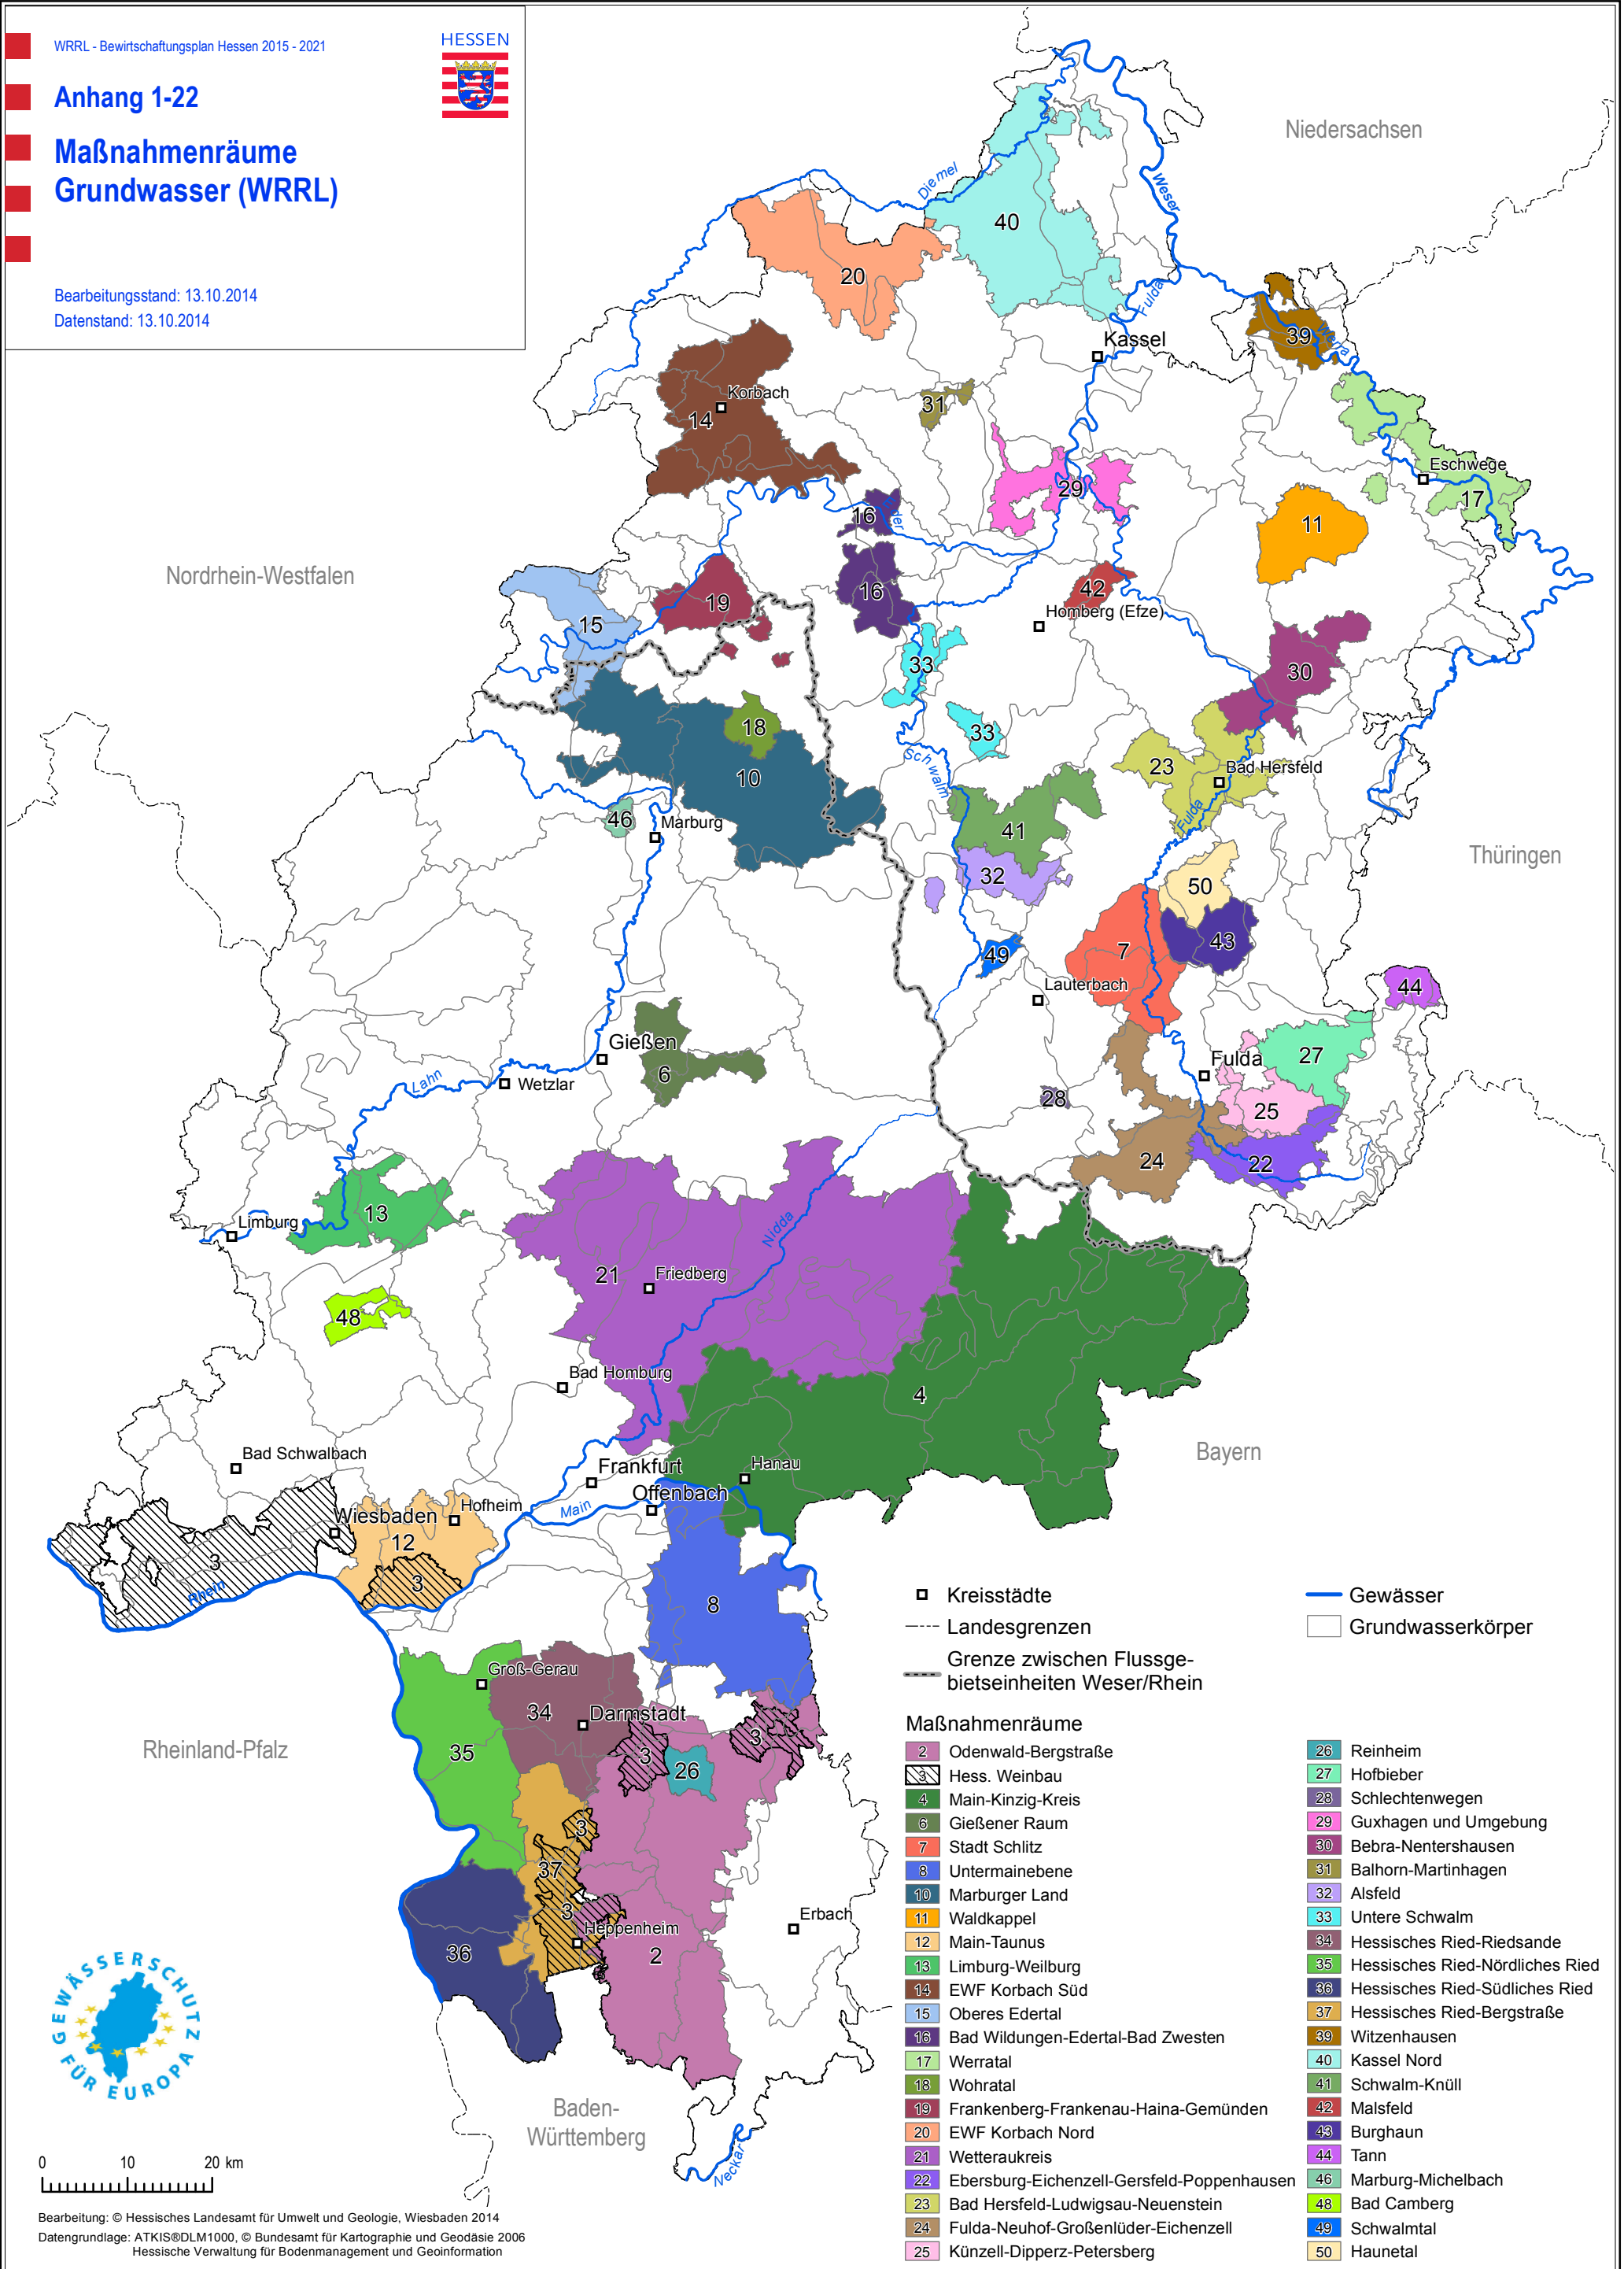 WRRL - Bewirtschaftungsplan Hessen 2015 - 2021
HESSEN
Anhang 1-22
Maßnahmenräume
Grundwasser (WRRL)
Bearbeitungsstand: 13.10.2014
Datenstand: 13.10.2014
Niedersachsen
Diemel
Weser
40
20
Fulda
39
Werra
Kassel
Korbach
14
31
Eschwege
29
17
16
11
Nordrhein-Westfalen
16
42
19
Homberg (Efze)
15
33
30
18
33
Schwalm
23
Bad Hersfeld
10
Fulda
46
Marburg
41
Thüringen
32
50
7
43
49
Lauterbach
44
Gießen
Fulda
27
6
Lahn
Wetzlar
28
25
24
22
13
Limburg
Nidda
21
Friedberg
48
Bad Homburg
4
Bad Schwalbach
Bayern
Frankfurt
Hanau
Offenbach
Main
Hofheim
Wiesbaden
12
3
3
Rhein
8
Groß-Gerau
34
Darmstadt
3
3
26
35
Rheinland-Pfalz
3
37
3
Heppenheim
Erbach
36
2
Baden-
Württemberg
Neckar
Kreisstädte
Landesgrenzen
Grenze zwischen Flussge-
bietseinheiten Weser/Rhein
Gewässer
Grundwasserkörper
Maßnahmenräume
2 Odenwald-Bergstraße
3 Hess. Weinbau
4 Main-Kinzig-Kreis
6 Gießener Raum
7 Stadt Schlitz
8 Untermainebene
10 Marburger Land
11 Waldkappel
12 Main-Taunus
13 Limburg-Weilburg
14 EWF Korbach Süd
15 Oberes Edertal
16 Bad Wildungen-Edertal-Bad Zwesten
17 Werratal
18 Wohratal
19 Frankenberg-Frankenau-Haina-Gemünden
20 EWF Korbach Nord
21 Wetteraukreis
22 Ebersburg-Eichenzell-Gersfeld-Poppenhausen
23 Bad Hersfeld-Ludwigsau-Neuenstein
24 Fulda-Neuhof-Großenlüder-Eichenzell
25 Künzell-Dipperz-Petersberg
26 Reinheim
27 Hofbieber
28 Schlechtenwegen
29 Guxhagen und Umgebung
30 Bebra-Nentershausen
31 Balhorn-Martinhagen
32 Alsfeld
33 Untere Schwalm
34 Hessisches Ried-Riedsande
35 Hessisches Ried-Nördliches Ried
36 Hessisches Ried-Südliches Ried
37 Hessisches Ried-Bergstraße
39 Witzenhausen
40 Kassel Nord
41 Schwalm-Knüll
42 Malsfeld
43 Burghaun
44 Tann
46 Marburg-Michelbach
48 Bad Camberg
49 Schwalmtal
50 Haunetal
GEWÄSSERSCHUTZ
FÜR EUROPA
0 10 20 km
Bearbeitung: © Hessisches Landesamt für Umwelt und Geologie, Wiesbaden 2014
Datengrundlage: ATKIS®DLM1000, © Bundesamt für Kartographie und Geodäsie 2006
Hessische Verwaltung für Bodenmanagement und Geoinformation